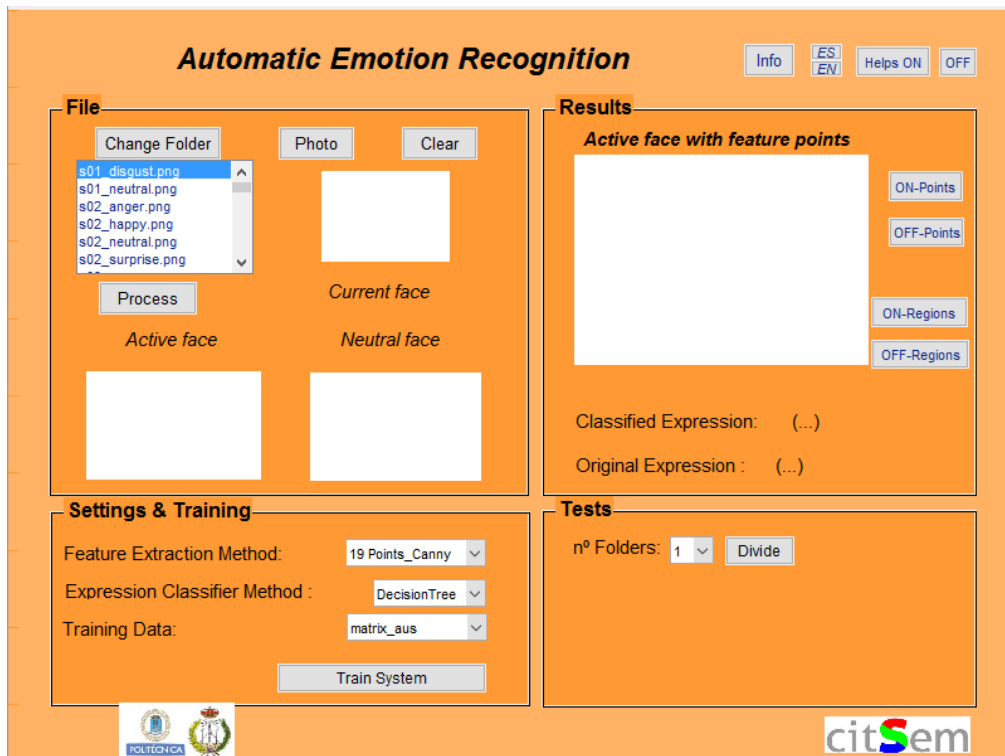 Automatic Emotion Recognition
Info
ES
EN
Helps ON
OFF
File
Change Folder
Photo
Clear
s01_disgust.png
s01_neutral.png
s02_anger.png
s02_happy.png
s02_neutral.png
s02_surprise.png
Process
Current face
Active face
Neutral face
Results
Active face with feature points
ON-Points
OFF-Points
ON-Regions
OFF-Regions
Classified Expression: (...)
Original Expression : (...)
Settings & Training
Feature Extraction Method: 19 Points_Canny
Expression Classifier Method : DecisionTree
Training Data: matrix_aus
Train System
Tests
nº Folders: 1 Divide
POLITÉCNICA
citSem